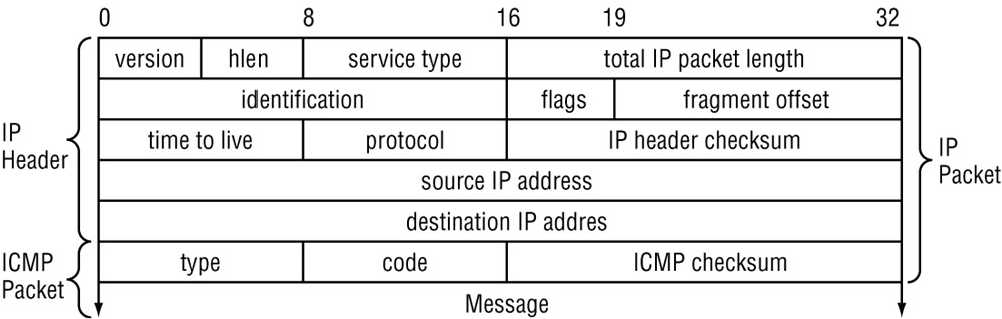 0 8 16 19 32
version hlen service type total IP packet length
identification flags fragment offset
time to live protocol IP header checksum
source IP address
destination IP addres
type code ICMP checksum
Message
IP
Header
ICMP
Packet
IP
Packet